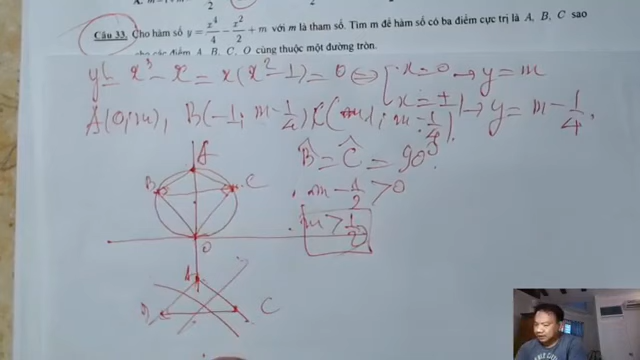 Câu 33. Cho hàm số y = x⁴/4 − x²/2 + m với m là tham số. Tìm m để hàm số có ba điểm cực trị là A, B, C sao
cho các điểm A, B, C, O cùng thuộc một đường tròn.
y' = x³ − x = x(x² − 1) = 0 ⇔ [ x = 0 → y = m
x = ±1 → y = m − 1/4.
A(0; m), B(−1; m − 1/4) C(1; m − 1/4).
B̂ = Ĉ = 90°.
m − 1/2 > 0
m > 1/2
A
B C
O
A
C